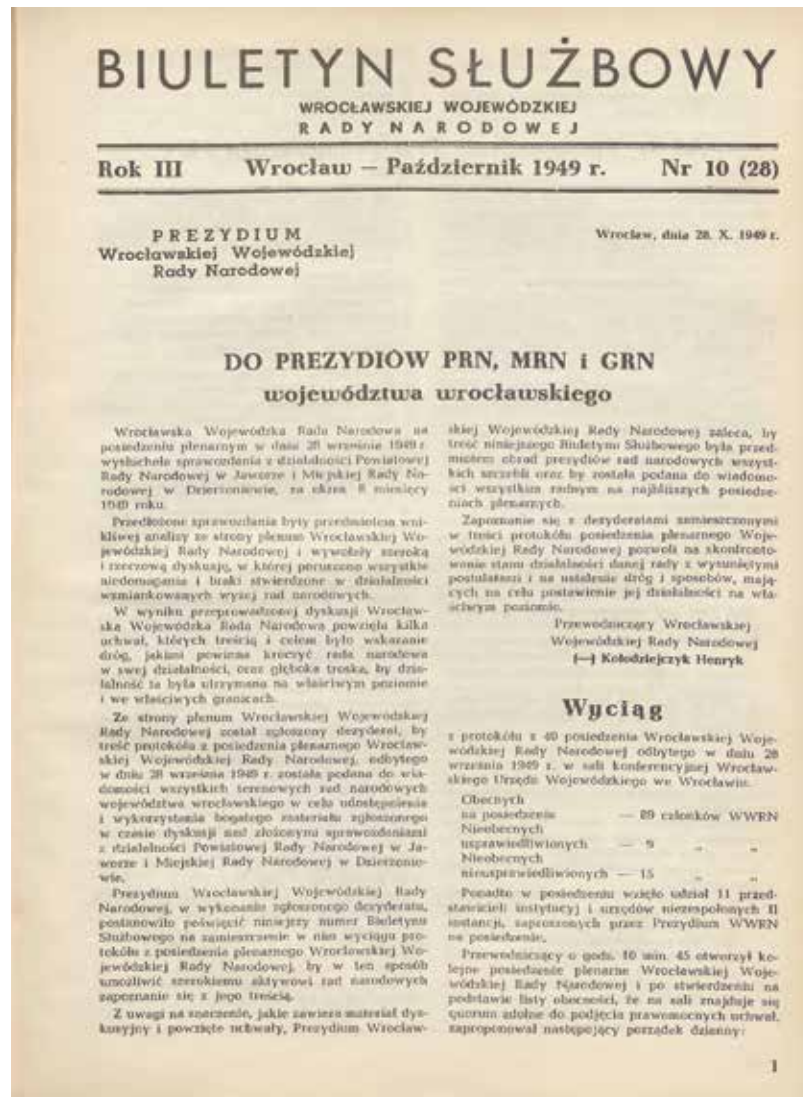 BIULETYN SŁUŻBOWY
WROCŁAWSKIEJ WOJEWÓDZKIEJ
RADY NARODOWEJ
Rok III Wrocław — Październik 1949 r. Nr 10 (28)
PREZYDIUM
Wrocławskiej Wojewódzkiej
Rady Narodowej
Wrocław, dnia 28. X. 1949 r.
DO PREZYDIÓW PRN, MRN i GRN
województwa wrocławskiego
Wrocławska Wojewódzka Rada Narodowa na
posiedzeniu plenarnym w dniu 28 września 1949 r.
wysłuchała sprawozdania z działalności Powiatowej
Rady Narodowej w Jaworze i Miejskiej Rady Na-
rodowej w Dzierżoniowie, za okres 8 miesięcy
1949 roku.
Przedłożone sprawozdania były przedmiotem wni-
kliwej analizy ze strony plenum Wrocławskiej Wo-
jewódzkiej Rady Narodowej i wywołały szeroką
i rzeczową dyskusję, w której poruszono wszystkie
niedomagania i braki stwierdzone w działalności
wzmiankowanych wyżej rad narodowych.
W wyniku przeprowadzonej dyskusji Wrocław-
ska Wojewódzka Rada Narodowa powzięła kilka
uchwał, których treścią i celem było wskazanie
dróg, jakimi powinna kroczyć rada narodowa
w swej działalności, oraz głęboka troska, by dzia-
łalność ta była utrzymana na właściwym poziomie
i we właściwych granicach.
Ze strony plenum Wrocławskiej Wojewódzkiej
Rady Narodowej został zgłoszony dezyderat, by
treść protokółu z posiedzenia plenarnego Wrocław-
skiej Wojewódzkiej Rady Narodowej, odbytego
w dniu 28 września 1949 r. została podana do wia-
domości wszystkich terenowych rad narodowych
województwa wrocławskiego w celu udostępnienia
i wykorzystania bogatego materiału zgłoszonego
w czasie dyskusji nad złożonymi sprawozdaniami
z działalności Powiatowej Rady Narodowej w Ja-
worze i Miejskiej Rady Narodowej w Dzierżonio-
wie.
Prezydium Wrocławskiej Wojewódzkiej Rady
Narodowej, w wykonaniu zgłoszonego dezyderatu,
postanowiło poświęcić niniejszy numer Biuletynu
Służbowego na zamieszczenie w nim wyciągu pro-
tokółu z posiedzenia plenarnego Wrocławskiej Wo-
jewódzkiej Rady Narodowej, by w ten sposób
umożliwić szerokiemu aktywowi rad narodowych
zapoznanie się z jego treścią.
Z uwagi na znaczenie, jakie zawiera materiał dys-
kusyjny i powzięte uchwały, Prezydium Wrocław-
skiej Wojewódzkiej Rady Narodowej zaleca, by
treść niniejszego Biuletynu Służbowego była przed-
miotem obrad prezydiów rad narodowych wszyst-
kich szczebli oraz by została podana do wiadomo-
ści wszystkim radnym na najbliższych posiedze-
niach plenarnych.
Zapoznanie się z dezyderatami zamieszczonymi
w treści protokółu posiedzenia plenarnego Woje-
wódzkiej Rady Narodowej pozwoli na skonfronto-
wanie stanu działalności danej rady z wysuniętymi
postulatami i na ustalenie dróg i sposobów, mają-
cych na celu postawienie jej działalności na wła-
ściwym poziomie.
Przewodniczący Wrocławskiej
Wojewódzkiej Rady Narodowej
(—) Kołodziejczyk Henryk
Wyciąg
z protokółu z 40 posiedzenia Wrocławskiej Woje-
wódzkiej Rady Narodowej odbytego w dniu 28
września 1949 r. w sali konferencyjnej Wrocław-
skiego Urzędu Wojewódzkiego we Wrocławiu.
Obecnych
na posiedzeniu — 89 członków WWRN
Nieobecnych
usprawiedliwionych — 9 „ „
Nieobecnych
nieusprawiedliwionych — 15 „ „
Ponadto w posiedzeniu wzięło udział 11 przed-
stawicieli instytucyj i urzędów niezespolonych II
instancji, zaproszonych przez Prezydium WWRN
na posiedzenie.
Przewodniczący o godz. 10 min. 45 otworzył ko-
lejne posiedzenie plenarne Wrocławskiej Woje-
wódzkiej Rady Narodowej i po stwierdzeniu na
podstawie listy obecności, że na sali znajduje się
quorum zdolne do podjęcia prawomocnych uchwał,
zaproponował następujący porządek dzienny:
1